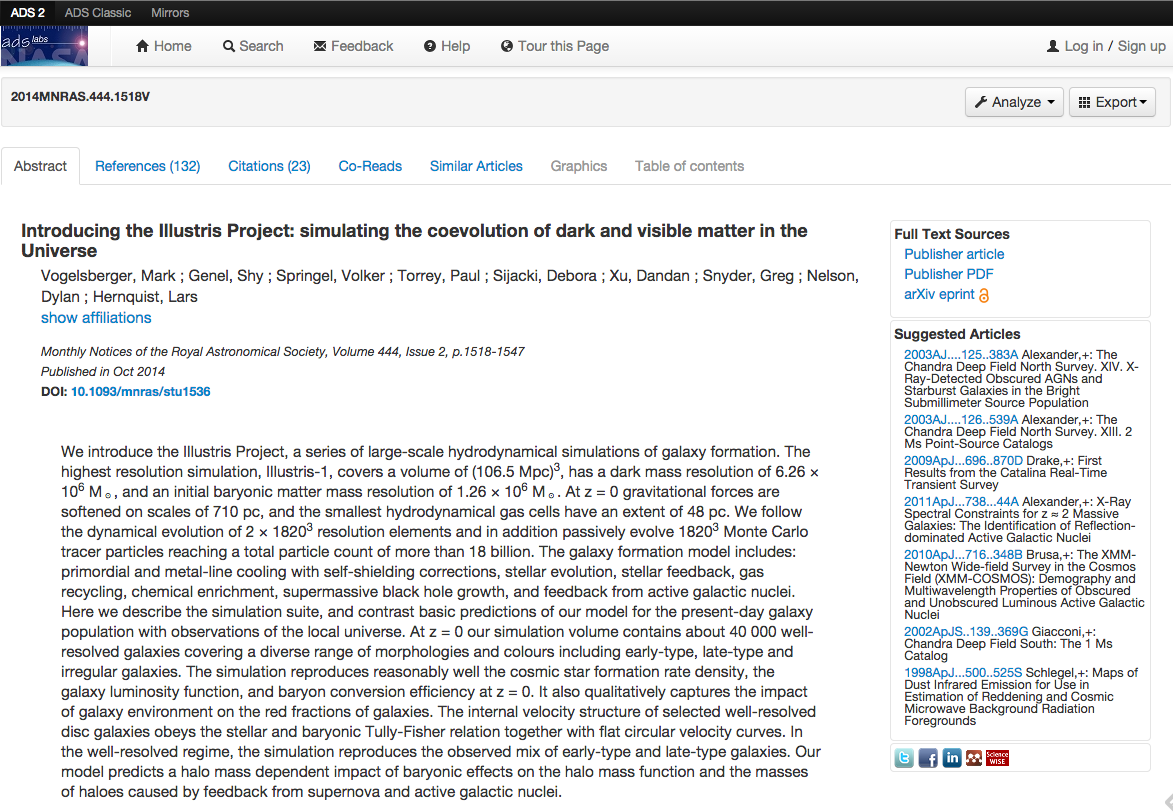 ADS 2 ADS Classic Mirrors
ads labs
NASA
Home Search Feedback Help Tour this Page Log in / Sign up
2014MNRAS.444.1518V
Analyze Export
Abstract References (132) Citations (23) Co-Reads Similar Articles Graphics Table of contents
Introducing the Illustris Project: simulating the coevolution of dark and visible matter in the
Universe
Vogelsberger, Mark ; Genel, Shy ; Springel, Volker ; Torrey, Paul ; Sijacki, Debora ; Xu, Dandan ; Snyder, Greg ; Nelson,
Dylan ; Hernquist, Lars
show affiliations
Monthly Notices of the Royal Astronomical Society, Volume 444, Issue 2, p.1518-1547
Published in Oct 2014
DOI: 10.1093/mnras/stu1536
We introduce the Illustris Project, a series of large-scale hydrodynamical simulations of galaxy formation. The
highest resolution simulation, Illustris-1, covers a volume of (106.5 Mpc)³, has a dark mass resolution of 6.26 ×
10⁶ M⊙, and an initial baryonic matter mass resolution of 1.26 × 10⁶ M⊙. At z = 0 gravitational forces are
softened on scales of 710 pc, and the smallest hydrodynamical gas cells have an extent of 48 pc. We follow
the dynamical evolution of 2 × 1820³ resolution elements and in addition passively evolve 1820³ Monte Carlo
tracer particles reaching a total particle count of more than 18 billion. The galaxy formation model includes:
primordial and metal-line cooling with self-shielding corrections, stellar evolution, stellar feedback, gas
recycling, chemical enrichment, supermassive black hole growth, and feedback from active galactic nuclei.
Here we describe the simulation suite, and contrast basic predictions of our model for the present-day galaxy
population with observations of the local universe. At z = 0 our simulation volume contains about 40 000 well-
resolved galaxies covering a diverse range of morphologies and colours including early-type, late-type and
irregular galaxies. The simulation reproduces reasonably well the cosmic star formation rate density, the
galaxy luminosity function, and baryon conversion efficiency at z = 0. It also qualitatively captures the impact
of galaxy environment on the red fractions of galaxies. The internal velocity structure of selected well-resolved
disc galaxies obeys the stellar and baryonic Tully-Fisher relation together with flat circular velocity curves. In
the well-resolved regime, the simulation reproduces the observed mix of early-type and late-type galaxies. Our
model predicts a halo mass dependent impact of baryonic effects on the halo mass function and the masses
of haloes caused by feedback from supernova and active galactic nuclei.
Full Text Sources
Publisher article
Publisher PDF
arXiv eprint
Suggested Articles
2003AJ....125..383A Alexander,+: The
Chandra Deep Field North Survey. XIV. X-
Ray-Detected Obscured AGNs and
Starburst Galaxies in the Bright
Submillimeter Source Population
2003AJ....126..539A Alexander,+: The
Chandra Deep Field North Survey. XIII. 2
Ms Point-Source Catalogs
2009ApJ...696..870D Drake,+: First
Results from the Catalina Real-Time
Transient Survey
2011ApJ...738...44A Alexander,+: X-Ray
Spectral Constraints for z ≈ 2 Massive
Galaxies: The Identification of Reflection-
dominated Active Galactic Nuclei
2010ApJ...716..348B Brusa,+: The XMM-
Newton Wide-field Survey in the Cosmos
Field (XMM-COSMOS): Demography and
Multiwavelength Properties of Obscured
and Unobscured Luminous Active Galactic
Nuclei
2002ApJS..139..369G Giacconi,+:
Chandra Deep Field South: The 1 Ms
Catalog
1998ApJ...500..525S Schlegel,+: Maps of
Dust Infrared Emission for Use in
Estimation of Reddening and Cosmic
Microwave Background Radiation
Foregrounds
Science
WISE